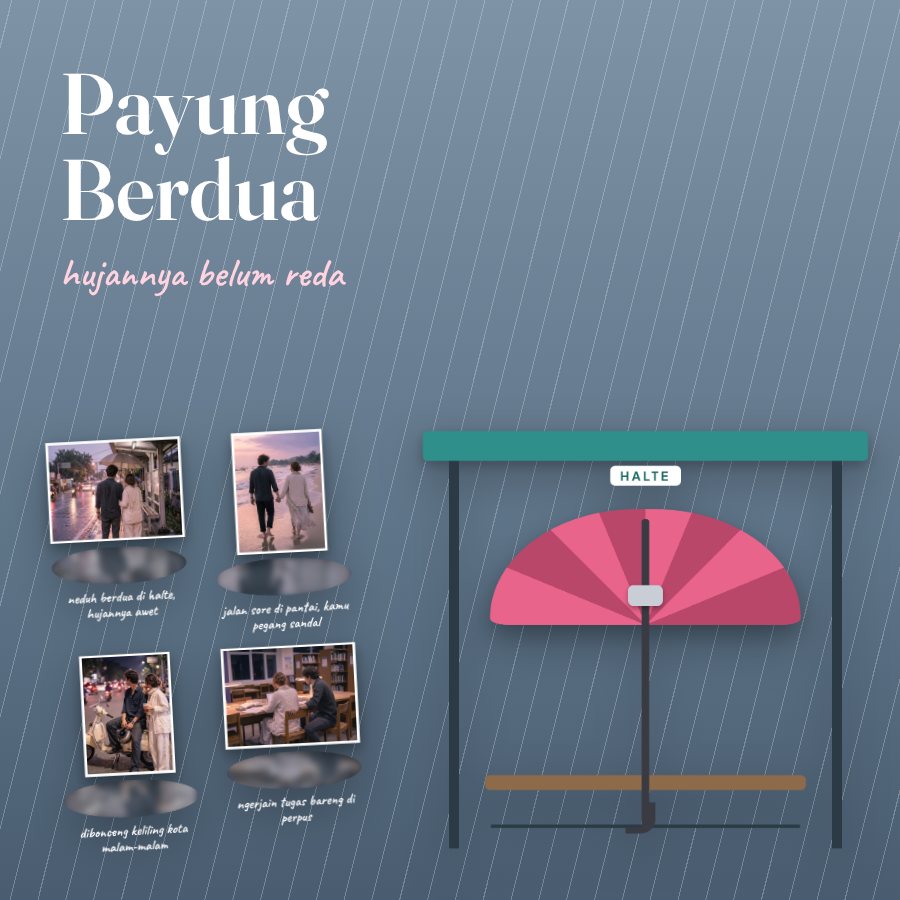 Payung
Berdua
hujannya belum reda
HALTE
neduh berdua di halte,
hujannya awet
jalan sore di pantai, kamu
pegang sandal
dibonceng keliling kota
malam-malam
ngerjain tugas bareng di
perpus